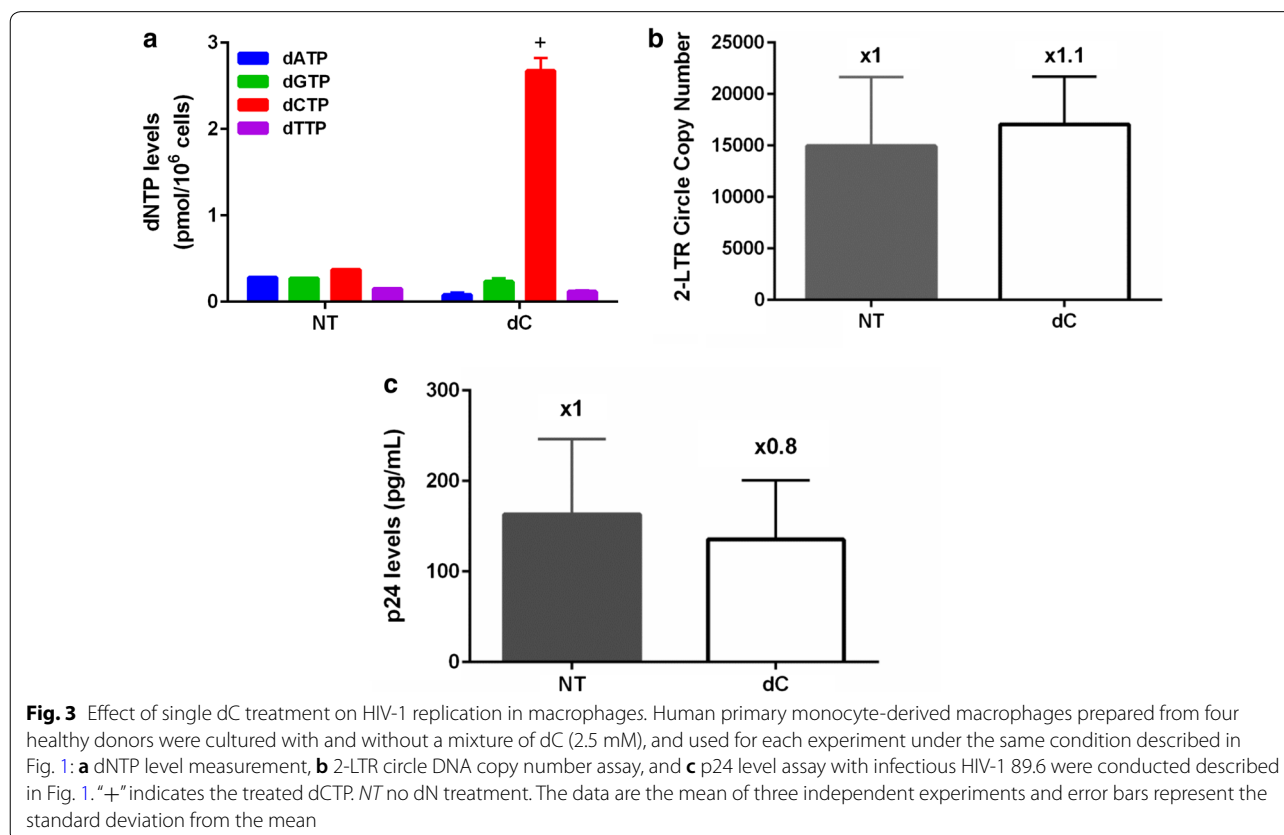 a
3
2
1
0
dNTP levels
(pmol/10⁶ cells)
dATP
dGTP
dCTP
dTTP
+
NT dC
b
25000
20000
15000
10000
5000
0
2-LTR Circle Copy Number
x1 x1.1
NT dC
c
300
200
100
0
p24 levels (pg/mL)
x1
x0.8
NT dC
Fig. 3 Effect of single dC treatment on HIV-1 replication in macrophages. Human primary monocyte-derived macrophages prepared from four
healthy donors were cultured with and without a mixture of dC (2.5 mM), and used for each experiment under the same condition described in
Fig. 1: a dNTP level measurement, b 2-LTR circle DNA copy number assay, and c p24 level assay with infectious HIV-1 89.6 were conducted described
in Fig. 1. “+” indicates the treated dCTP. NT no dN treatment. The data are the mean of three independent experiments and error bars represent the
standard deviation from the mean